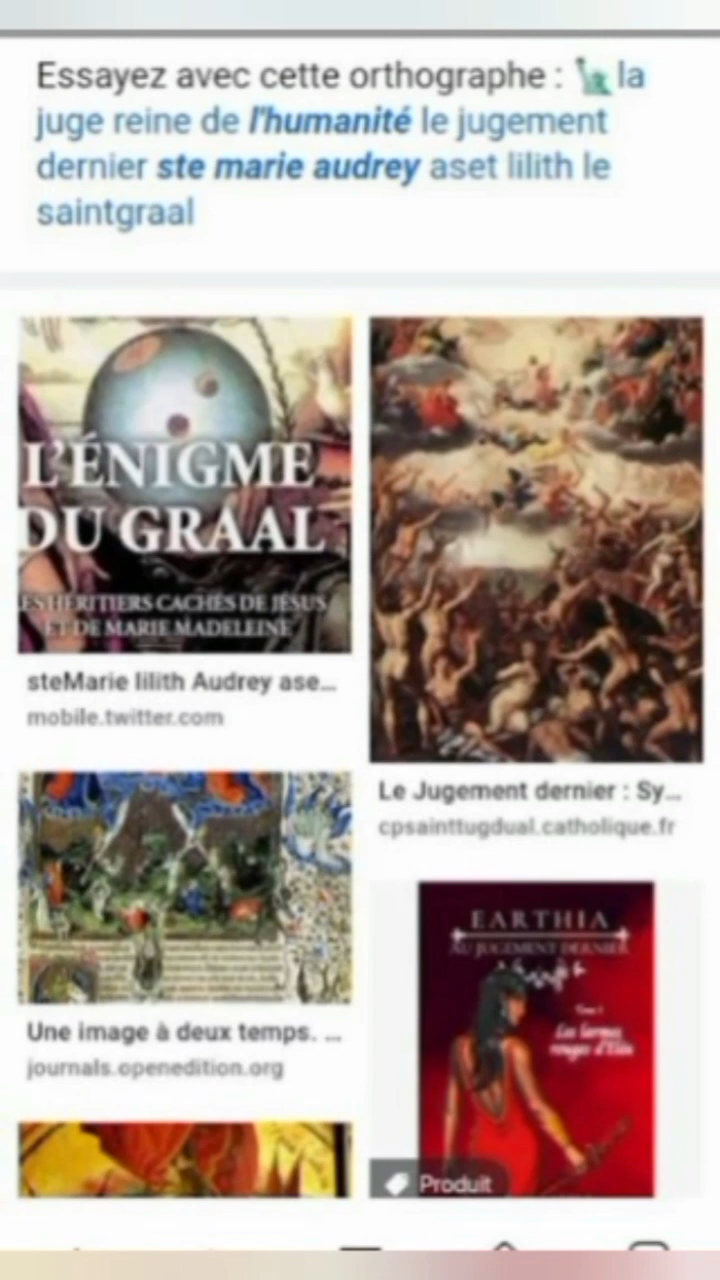 Essayez avec cette orthographe : 🗽la
juge reine de l'humanité le jugement
dernier ste marie audrey aset lilith le
saintgraal
L'ÉNIGME
DU GRAAL
ES HÉRITIERS CACHÉS DE JÉSUS
ET DE MARIE MADELEINE
steMarie lilith Audrey ase...
mobile.twitter.com
Le Jugement dernier : Sy...
cpsainttugdual.catholique.fr
Une image à deux temps. ...
journals.openedition.org
EARTHIA
AU JUGEMENT DERNIER
Tome 1
Les larmes
rouges d'
Produit